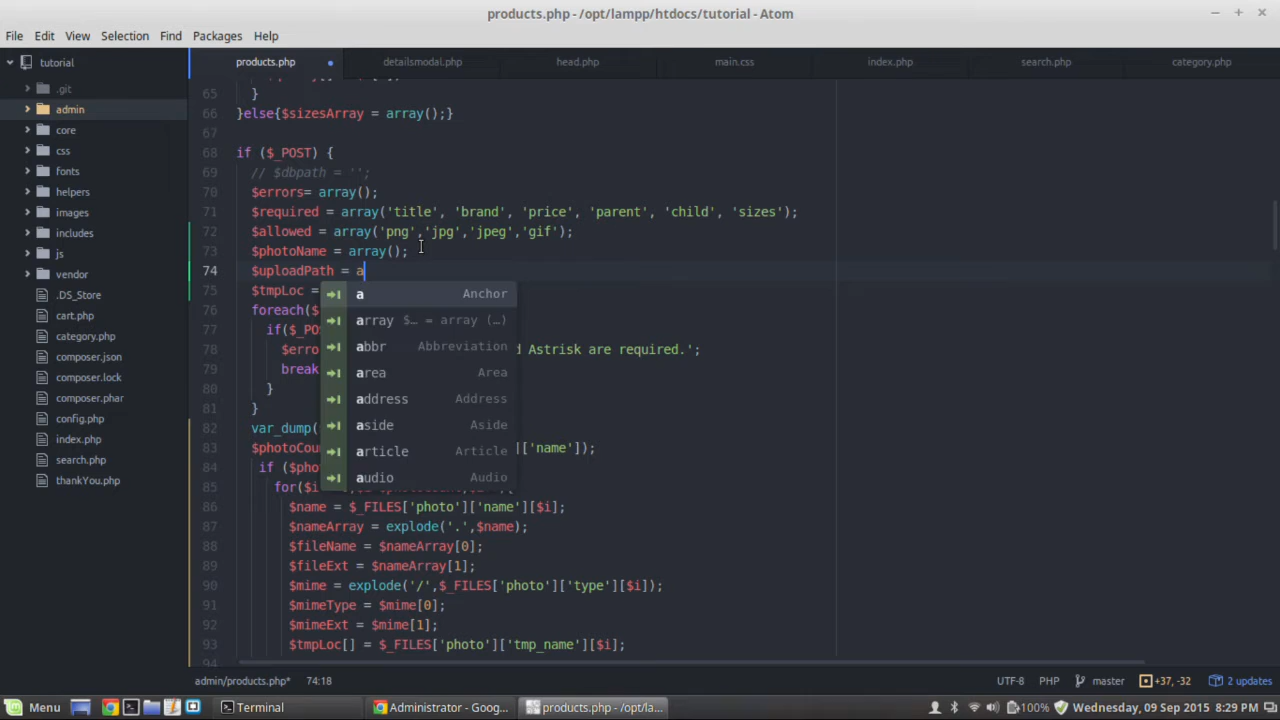 products.php - /opt/lampp/htdocs/tutorial - Atom
File Edit View Selection Find Packages Help
tutorial
products.php detailsmodal.php head.php main.css index.php search.php category.php
.git
admin
core
css
fonts
helpers
images
includes
js
vendor
.DS_Store
cart.php
category.php
composer.json
composer.lock
composer.phar
config.php
index.php
search.php
thankYou.php
65 }
66 }else{$sizesArray = array();}
67
68 if ($_POST) {
69 // $dbpath = '';
70 $errors= array();
71 $required = array('title', 'brand', 'price', 'parent', 'child', 'sizes');
72 $allowed = array('png','jpg','jpeg','gif');
73 $photoName = array();
74 $uploadPath = a
75 $tmpLoc =
76 foreach($
77 if($_PO
78 $erro d Astrisk are required.';
79 break
80 }
81 }
82 var_dump(
83 $photoCou ['name']);
84 if ($pho
85 for($i
86 $name = $_FILES['photo']['name'][$i];
87 $nameArray = explode('.',$name);
88 $fileName = $nameArray[0];
89 $fileExt = $nameArray[1];
90 $mime = explode('/',$_FILES['photo']['type'][$i]);
91 $mimeType = $mime[0];
92 $mimeExt = $mime[1];
93 $tmpLoc[] = $_FILES['photo']['tmp_name'][$i];
94
a Anchor
array $… = array (…)
abbr Abbreviation
area Area
address Address
aside Aside
article Article
audio Audio
admin/products.php* 74:18 UTF-8 PHP master +37, -32 2 updates
Menu Terminal Administrator - Goog... products.php - /opt/la... 100% Wednesday, 09 Sep 2015 8:29 PM